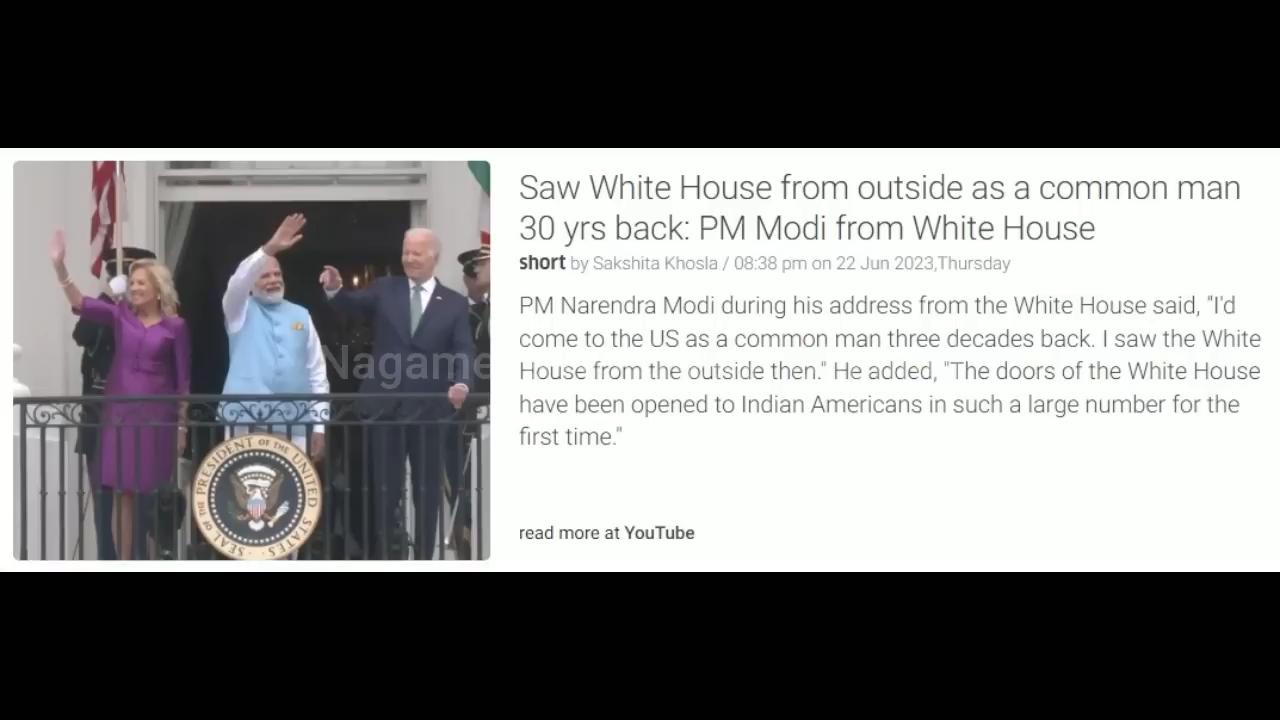 Saw White House from outside as a common man
30 yrs back: PM Modi from White House
short by Sakshita Khosla / 08:38 pm on 22 Jun 2023,Thursday
PM Narendra Modi during his address from the White House said, "I'd
come to the US as a common man three decades back. I saw the White
House from the outside then." He added, "The doors of the White House
have been opened to Indian Americans in such a large number for the
first time."
read more at YouTube
Nagame
SEAL OF THE PRESIDENT OF THE UNITED STATES